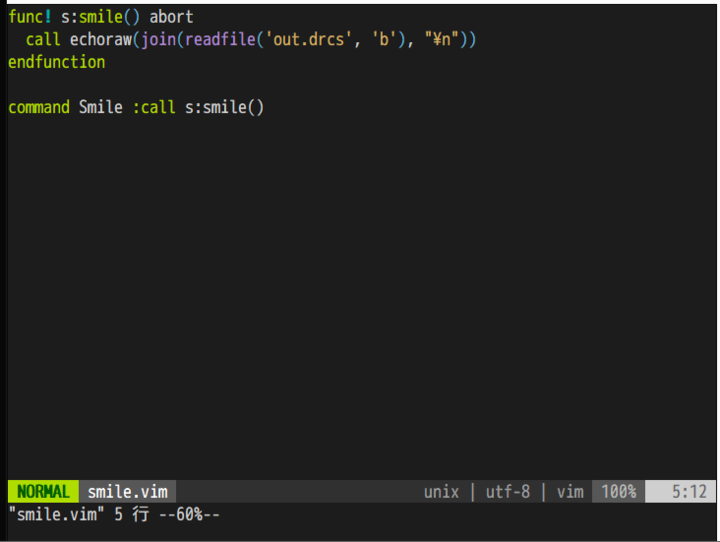 func! s:smile() abort
  call echoraw(join(readfile('out.drcs', 'b'), "¥n"))
endfunction
command Smile :call s:smile()
NORMAL smile.vim unix | utf-8 | vim 100% 5:12
"smile.vim" 5 行 --60%--